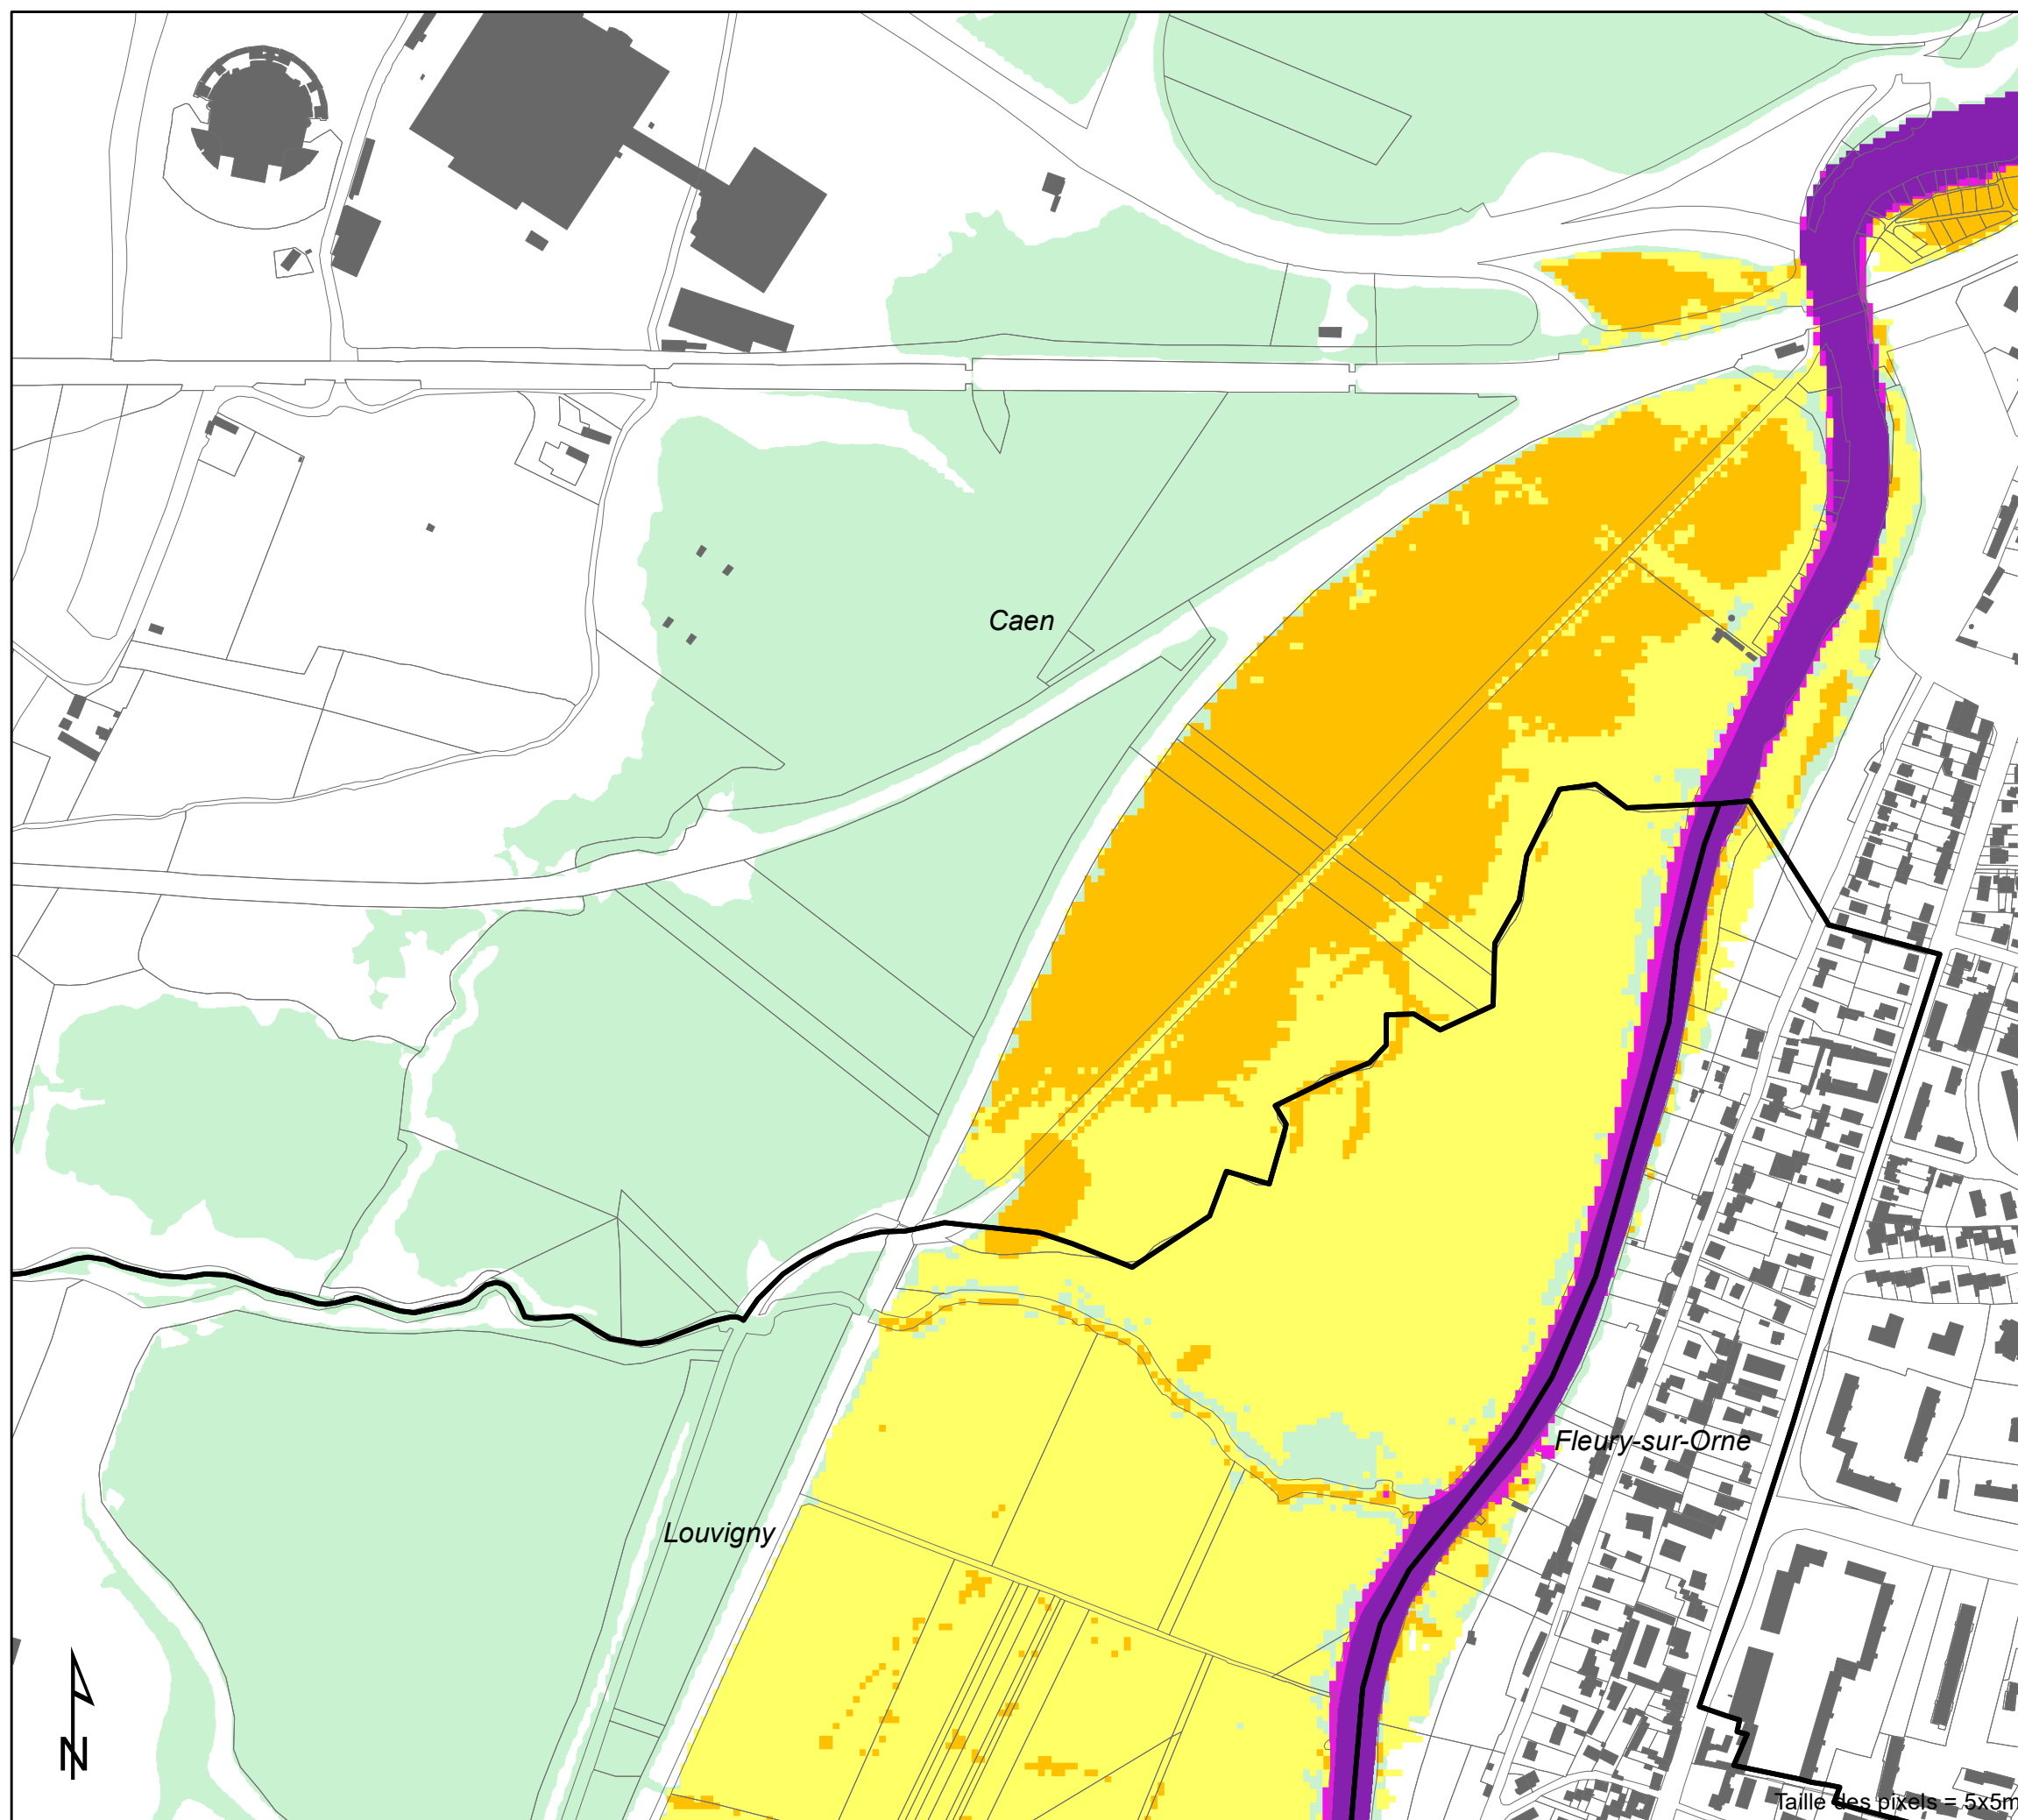 Caen
Fleury-sur-Orne
Louvigny
N
Taille des pixels = 5x5m